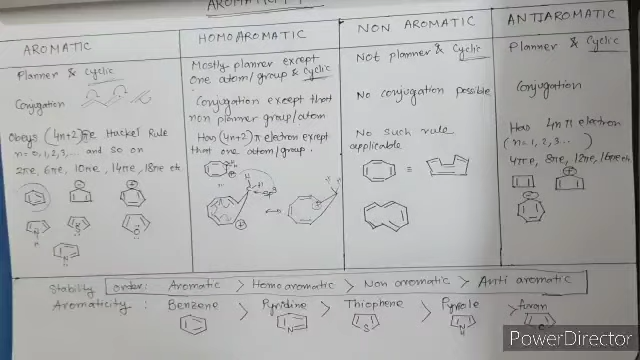 AROMATIC
Planner & Cyclic
Conjugation
Obeys (4n+2)πe Huckel Rule
n=0,1,2,3,... and so on
2πe, 6πe, 10πe, 14πe, 18πe etc
HOMOAROMATIC
Mostly planner except
One atom/group & Cyclic
Conjugation except that
non planner group/atom
Has (4n+2)π electron except
that one atom/group.
NON AROMATIC
Not planner & Cyclic
No conjugation possible
No such rule
applicable
ANTIAROMATIC
Planner & Cyclic
Conjugation
Has 4n π electron
(n=1,2,3...
4πe, 8πe, 12πe, 16πe etc
Stability Order: Aromatic > Homoaromatic > Non aromatic > Anti aromatic
Aromaticity: Benzene > Pyridine > Thiophene > Pyrrole > furan
PowerDirector